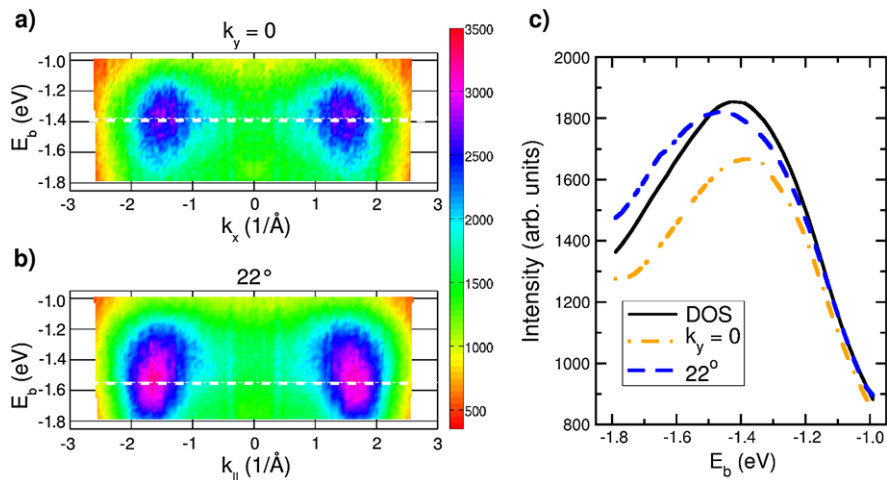 a)
k_y = 0
E_b (eV)
-1.0
-1.2
-1.4
-1.6
-1.8
-3 -2 -1 0 1 2 3
k_x (1/Å)
b)
22°
E_b (eV)
-1.0
-1.2
-1.4
-1.6
-1.8
-3 -2 -1 0 1 2 3
k_|| (1/Å)
3500
3000
2500
2000
1500
1000
500
c)
Intensity (arb. units)
2000
1800
1600
1400
1200
1000
800
DOS
k_y = 0
22°
-1.8 -1.6 -1.4 -1.2 -1.0
E_b (eV)